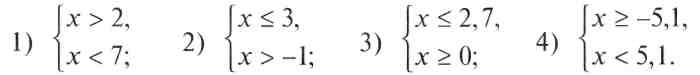 1) { x > 2, x < 7; 2) { x ≤ 3, x > –1; 3) { x ≤ 2,7, x ≥ 0; 4) { x ≥ –5,1, x < 5,1.